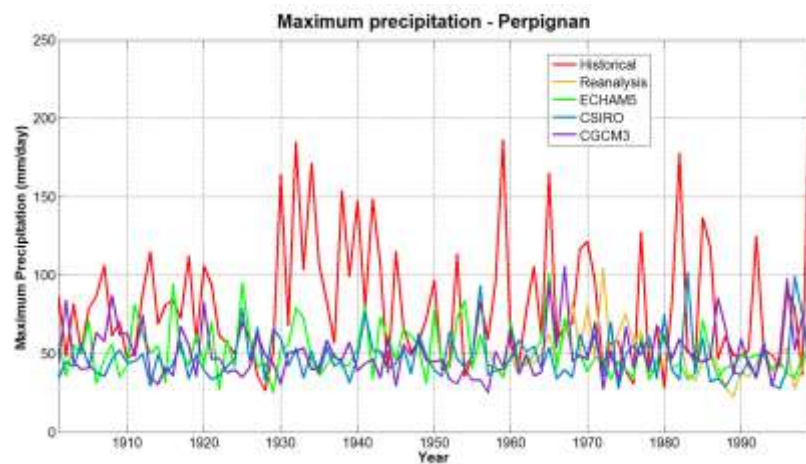 Maximum precipitation - Perpignan
Maximum Precipitation (mm/day)
250
200
150
100
50
0
Historical
Reanalysis
ECHAM5
CSIRO
CGCM3
1910 1920 1930 1940 1950 1960 1970 1980 1990
Year